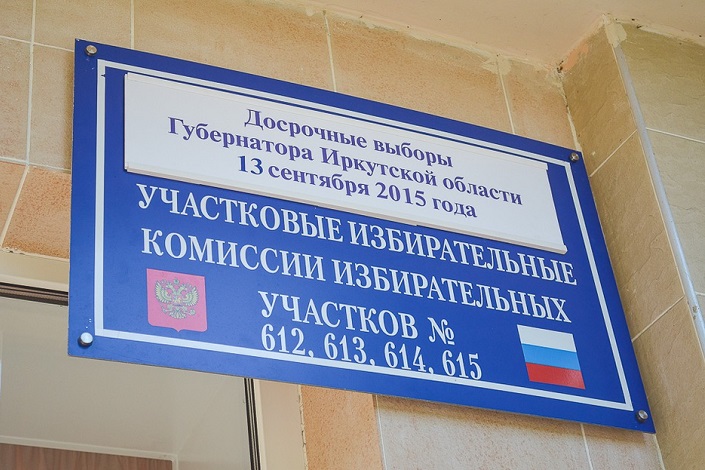 Досрочные выборы
Губернатора Иркутской области
13 сентября 2015 года
УЧАСТКОВЫЕ ИЗБИРАТЕЛЬНЫЕ
КОМИССИИ ИЗБИРАТЕЛЬНЫХ
УЧАСТКОВ №
612, 613, 614, 615